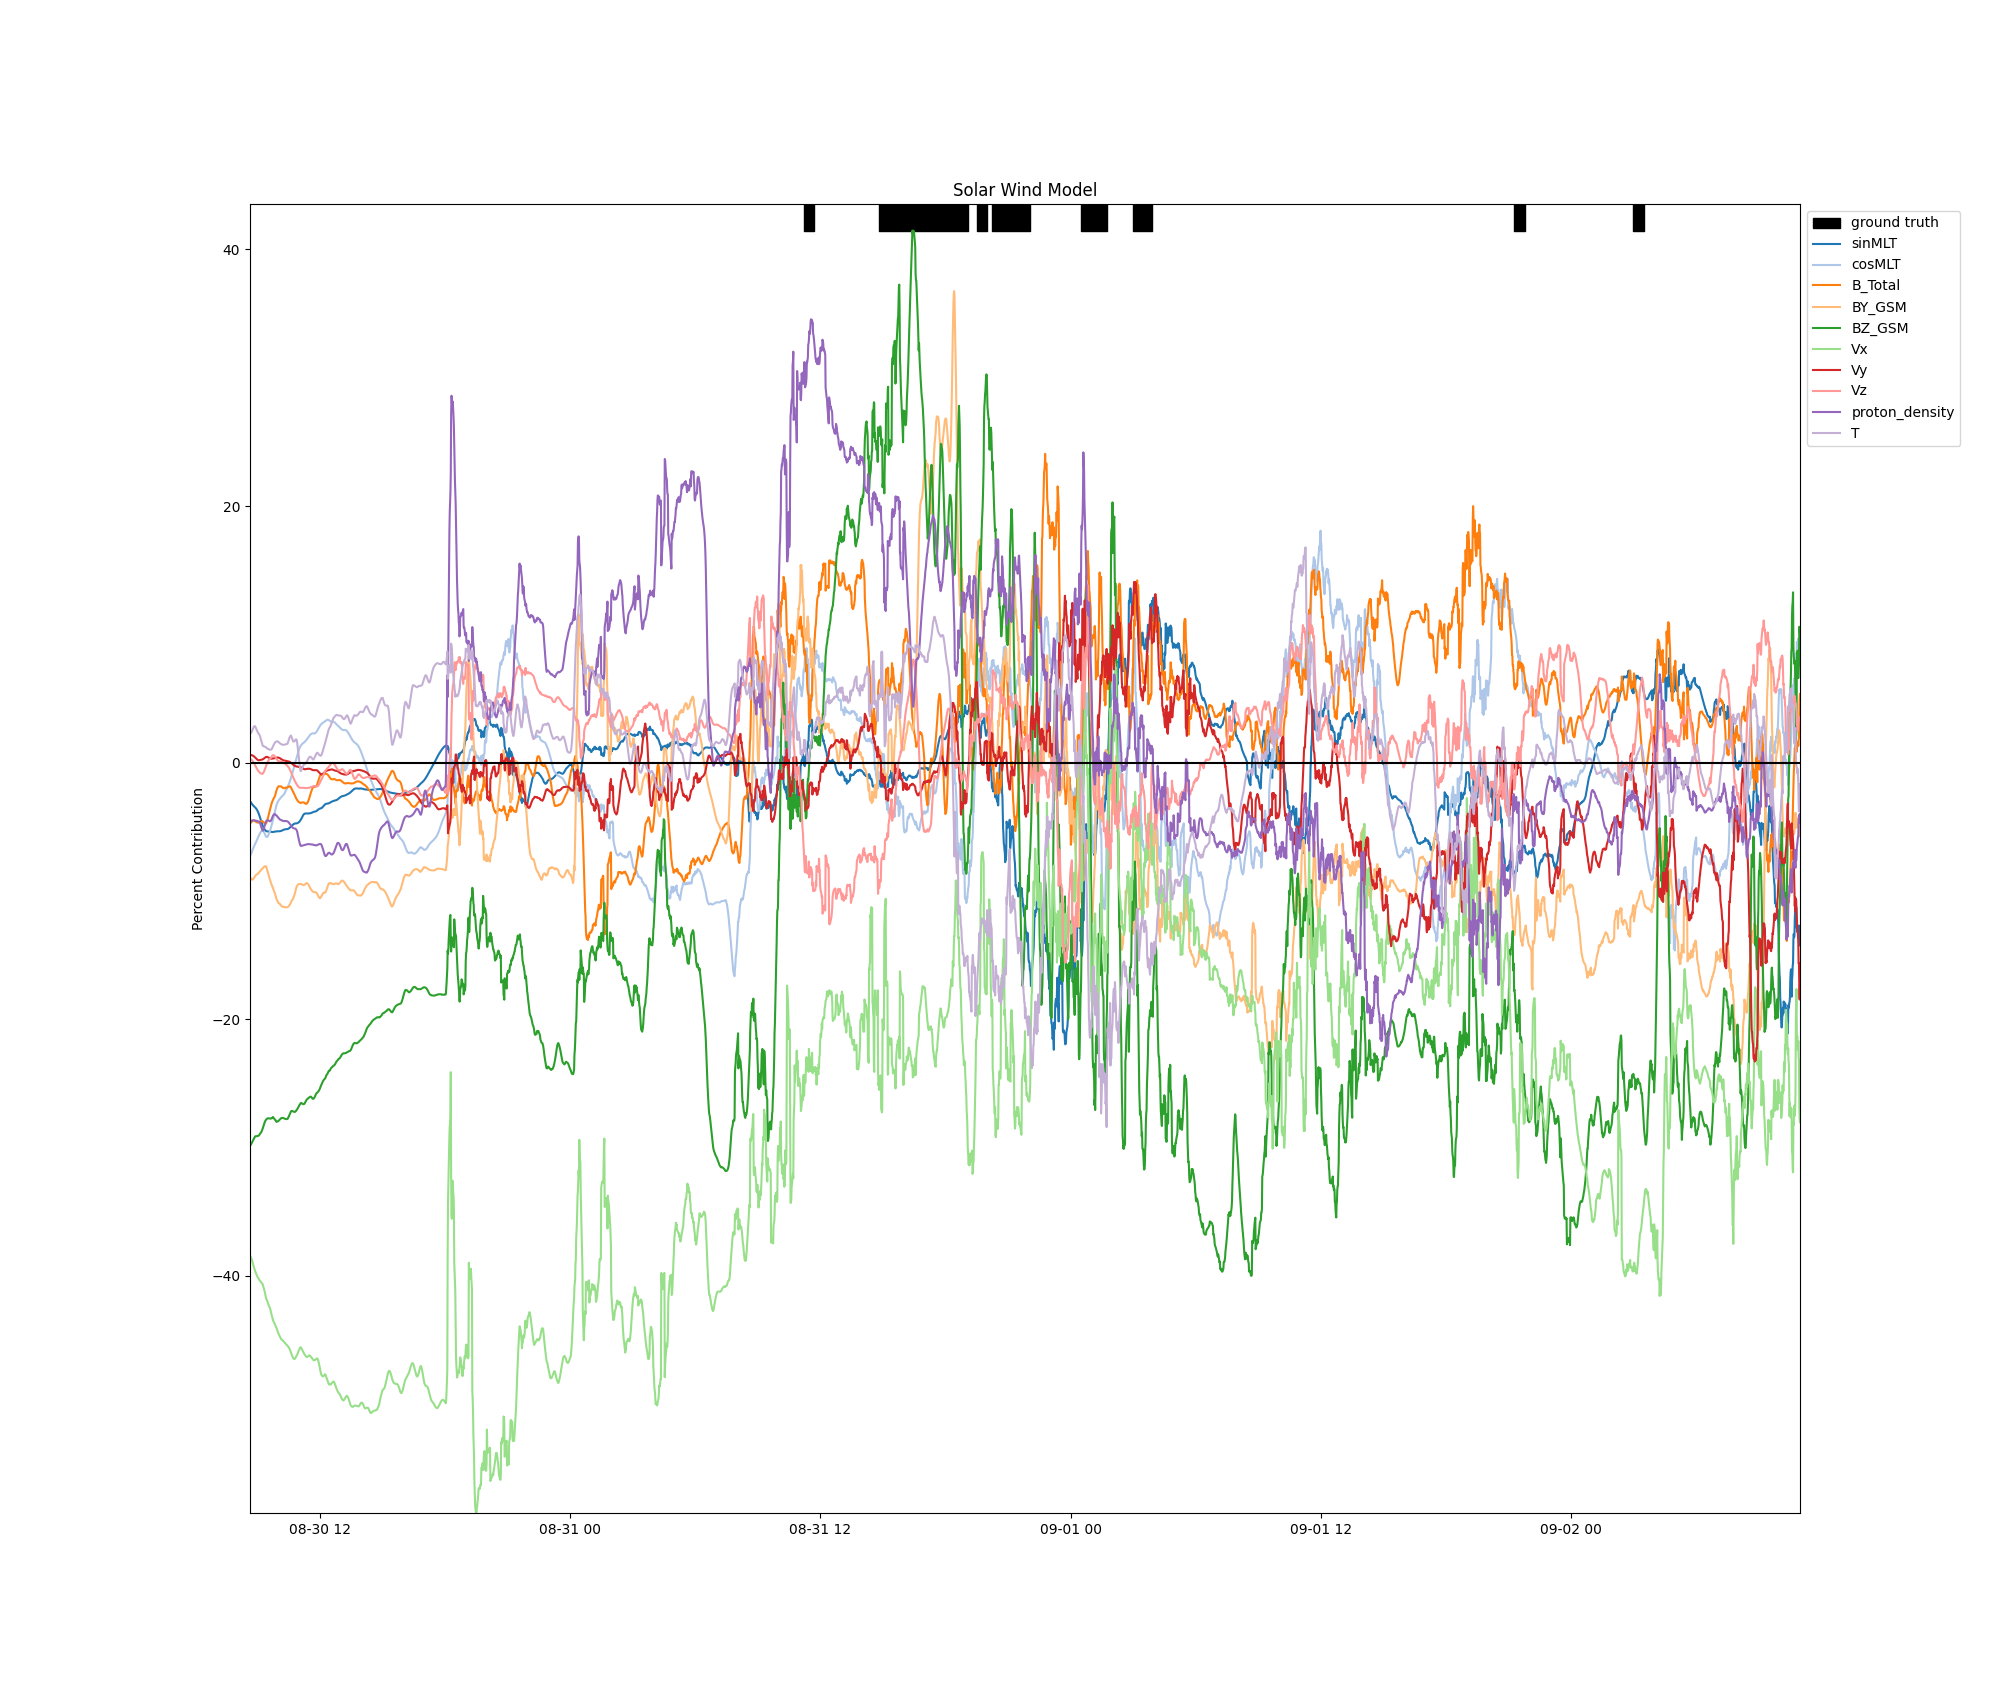 Solar Wind Model
40
20
0
−20
−40
Percent Contribution
08-30 12
08-31 00
08-31 12
09-01 00
09-01 12
09-02 00
ground truth
sinMLT
cosMLT
B_Total
BY_GSM
BZ_GSM
Vx
Vy
Vz
proton_density
T